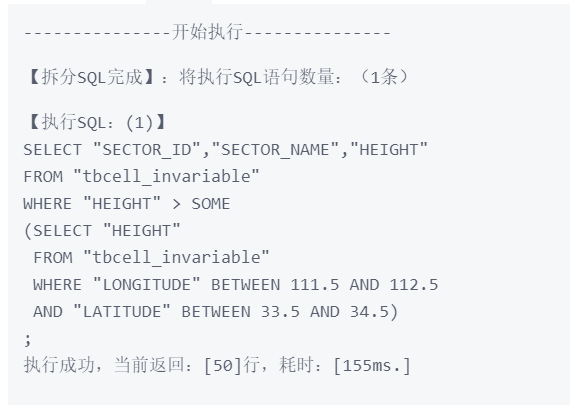 ---------------开始执行---------------
【拆分SQL完成】：将执行SQL语句数量：（1条）
【执行SQL：(1)】
SELECT "SECTOR_ID","SECTOR_NAME","HEIGHT"
FROM "tbcell_invariable"
WHERE "HEIGHT" > SOME
(SELECT "HEIGHT"
FROM "tbcell_invariable"
WHERE "LONGITUDE" BETWEEN 111.5 AND 112.5
AND "LATITUDE" BETWEEN 33.5 AND 34.5)
;
执行成功，当前返回：[50]行，耗时：[155ms.]